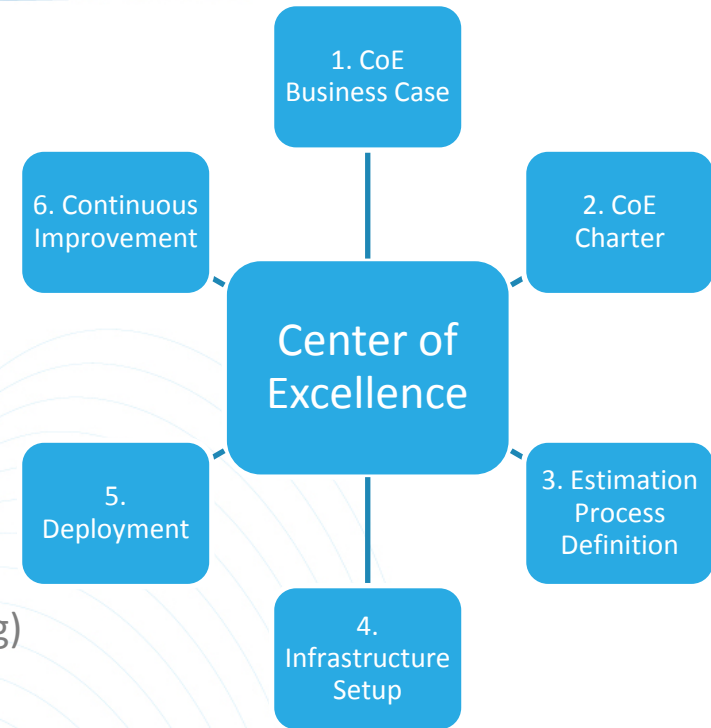 1. CoE
Business Case
6. Continuous
Improvement
2. CoE
Charter
Center of
Excellence
5.
Deployment
3. Estimation
Process
Definition
g)
4.
Infrastructure
Setup